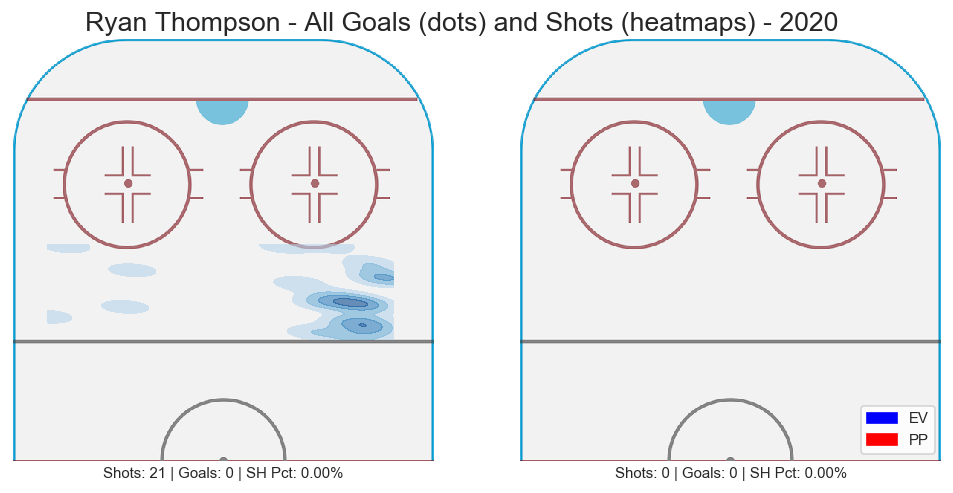 Ryan Thompson - All Goals (dots) and Shots (heatmaps) - 2020
EV
PP
Shots: 21 | Goals: 0 | SH Pct: 0.00%
Shots: 0 | Goals: 0 | SH Pct: 0.00%